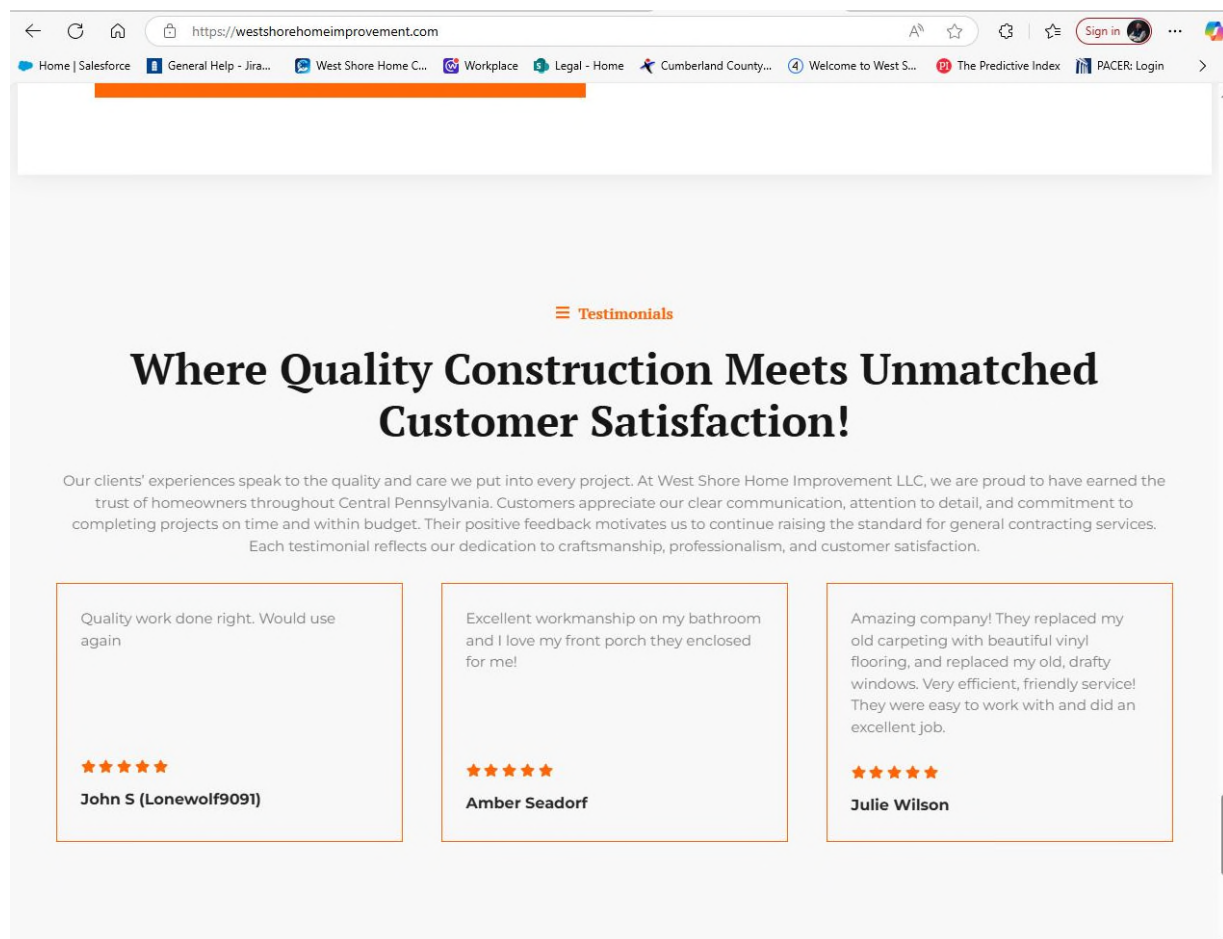 https://westshorehomeimprovement.com
Sign in
Home | Salesforce
General Help - Jira...
West Shore Home C...
Workplace
Legal - Home
Cumberland County...
Welcome to West S...
The Predictive Index
PACER: Login
Testimonials
Where Quality Construction Meets Unmatched
Customer Satisfaction!
Our clients' experiences speak to the quality and care we put into every project. At West Shore Home Improvement LLC, we are proud to have earned the
trust of homeowners throughout Central Pennsylvania. Customers appreciate our clear communication, attention to detail, and commitment to
completing projects on time and within budget. Their positive feedback motivates us to continue raising the standard for general contracting services.
Each testimonial reflects our dedication to craftsmanship, professionalism, and customer satisfaction.
Quality work done right. Would use
again
John S (Lonewolf9091)
Excellent workmanship on my bathroom
and I love my front porch they enclosed
for me!
Amber Seadorf
Amazing company! They replaced my
old carpeting with beautiful vinyl
flooring, and replaced my old, drafty
windows. Very efficient, friendly service!
They were easy to work with and did an
excellent job.
Julie Wilson